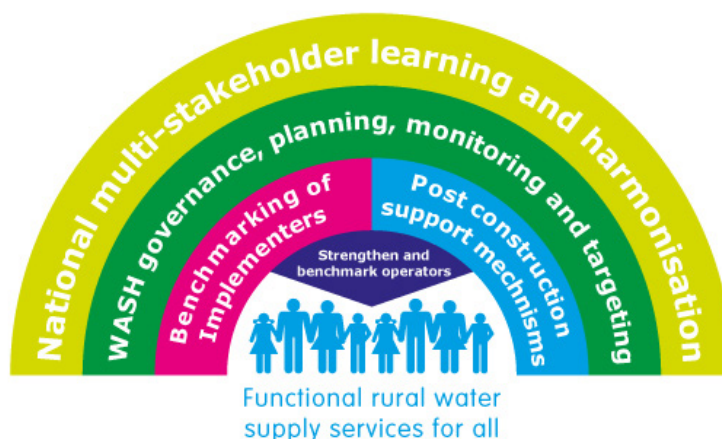 National multi-stakeholder learning and harmonisation
WASH governance, planning, monitoring and targeting
Benchmarking of
Implementers
Post construction
support mechnisms
Strengthen and
benchmark operators
Functional rural water
supply services for all